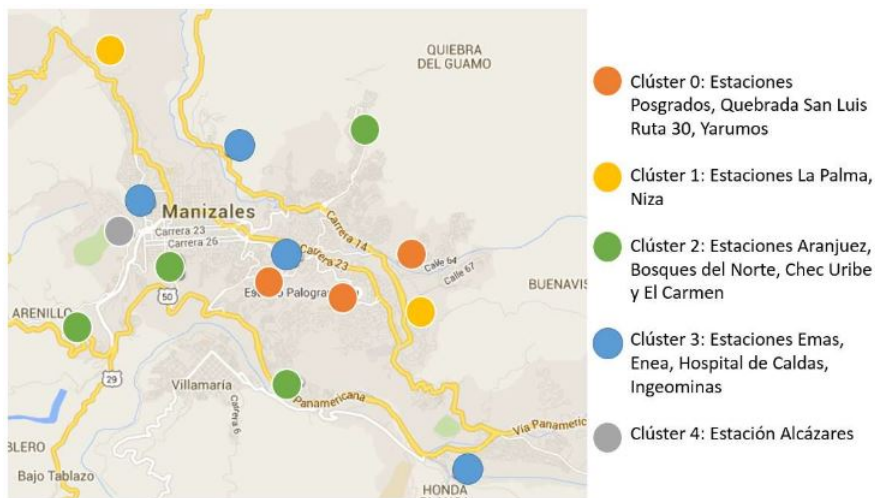 QUIEBRA
DEL GUAMO
Manizales
Carrera 23
Carrera 26
Carrera 14
Carrera 23
Calle 64
Calle 67
BUENAVIS
ARENILLO
50
29
Villamaría
Carrera 6
Panamericana
Vía Panameric
BLERO
Bajo Tablazo
HONDA
Clúster 0: Estaciones
Posgrados, Quebrada San Luis
Ruta 30, Yarumos
Clúster 1: Estaciones La Palma,
Niza
Clúster 2: Estaciones Aranjuez,
Bosques del Norte, Chec Uribe
y El Carmen
Clúster 3: Estaciones Emas,
Enea, Hospital de Caldas,
Ingeominas
Clúster 4: Estación Alcázares